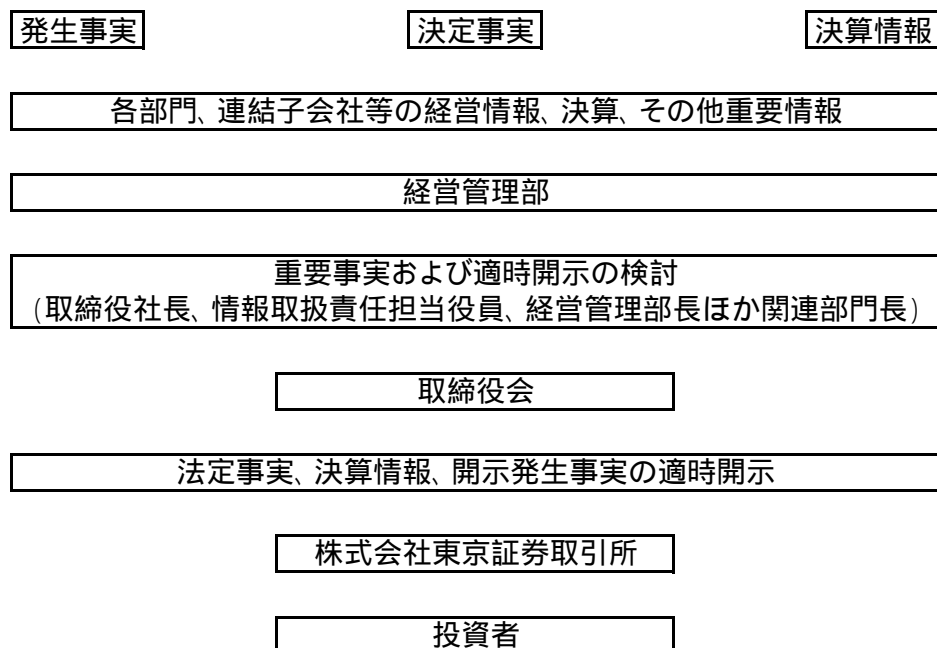 発生事実 決定事実 決算情報
各部門、連結子会社等の経営情報、決算、その他重要情報
経営管理部
重要事実および適時開示の検討
(取締役社長、情報取扱責任担当役員、経営管理部長ほか関連部門長)
取締役会
法定事実、決算情報、開示発生事実の適時開示
株式会社東京証券取引所
投資者